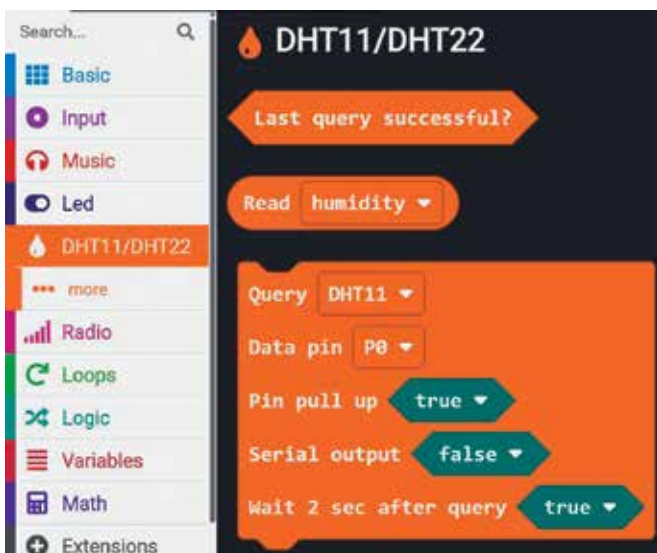 Search...
Basic
Input
Music
Led
DHT11/DHT22
more
Radio
Loops
Logic
Variables
Math
Extensions
DHT11/DHT22
Last query successful?
Read humidity
Query DHT11
Data pin P0
Pin pull up true
Serial output false
Wait 2 sec after query true